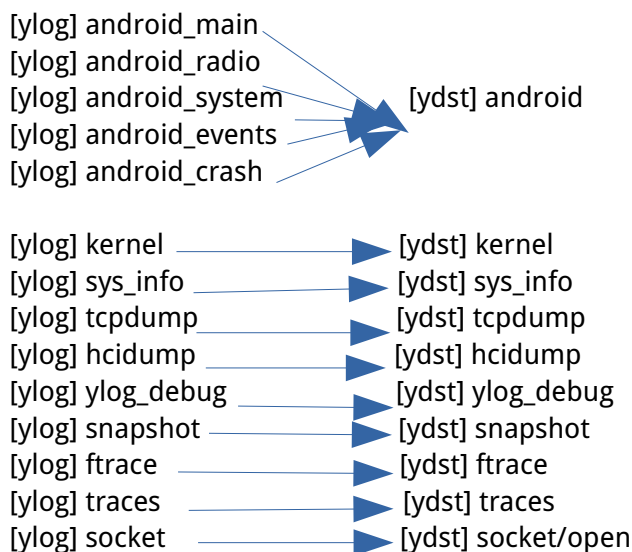 [ylog] android_main
[ylog] android_radio
[ylog] android_system [ydst] android
[ylog] android_events
[ylog] android_crash
[ylog] kernel [ydst] kernel
[ylog] sys_info [ydst] sys_info
[ylog] tcpdump [ydst] tcpdump
[ylog] hcidump [ydst] hcidump
[ylog] ylog_debug [ydst] ylog_debug
[ylog] snapshot [ydst] snapshot
[ylog] ftrace [ydst] ftrace
[ylog] traces [ydst] traces
[ylog] socket [ydst] socket/open